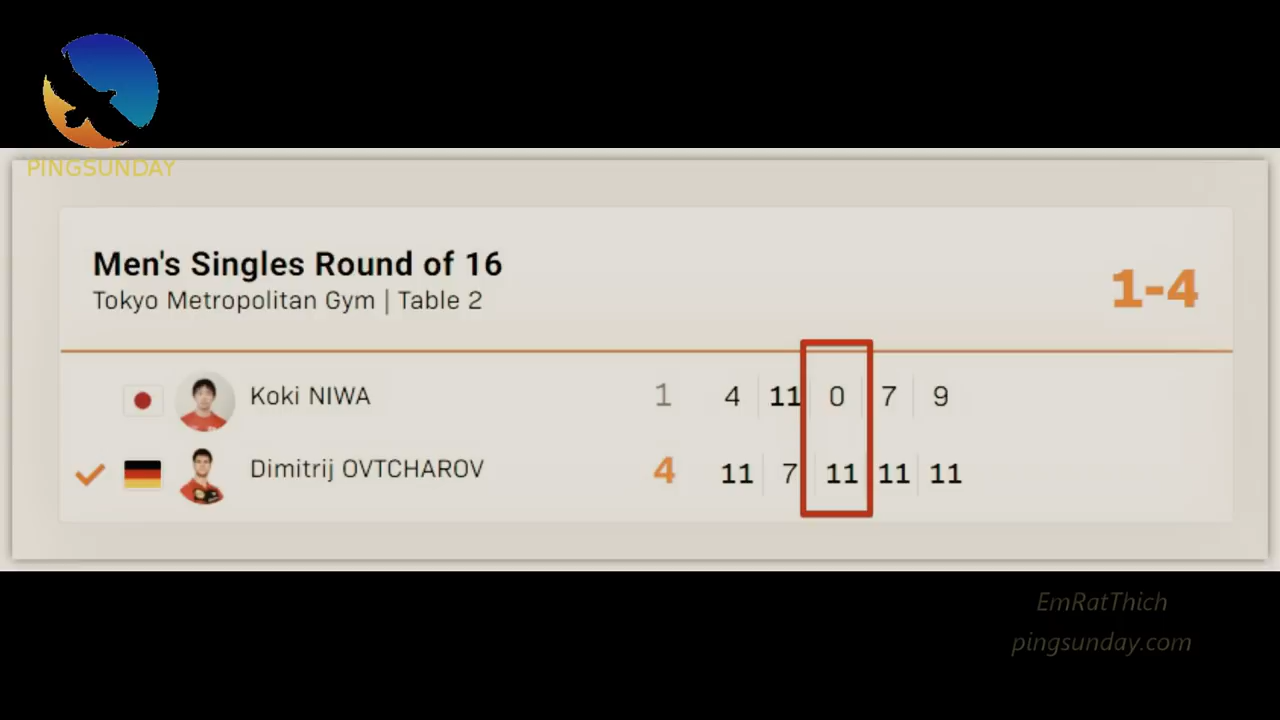 PINGSUNDAY
Men's Singles Round of 16
Tokyo Metropolitan Gym | Table 2
1-4
Koki NIWA 1 4 11 0 7 9
Dimitrij OVTCHAROV 4 11 7 11 11 11
EmRatThich
pingsunday.com